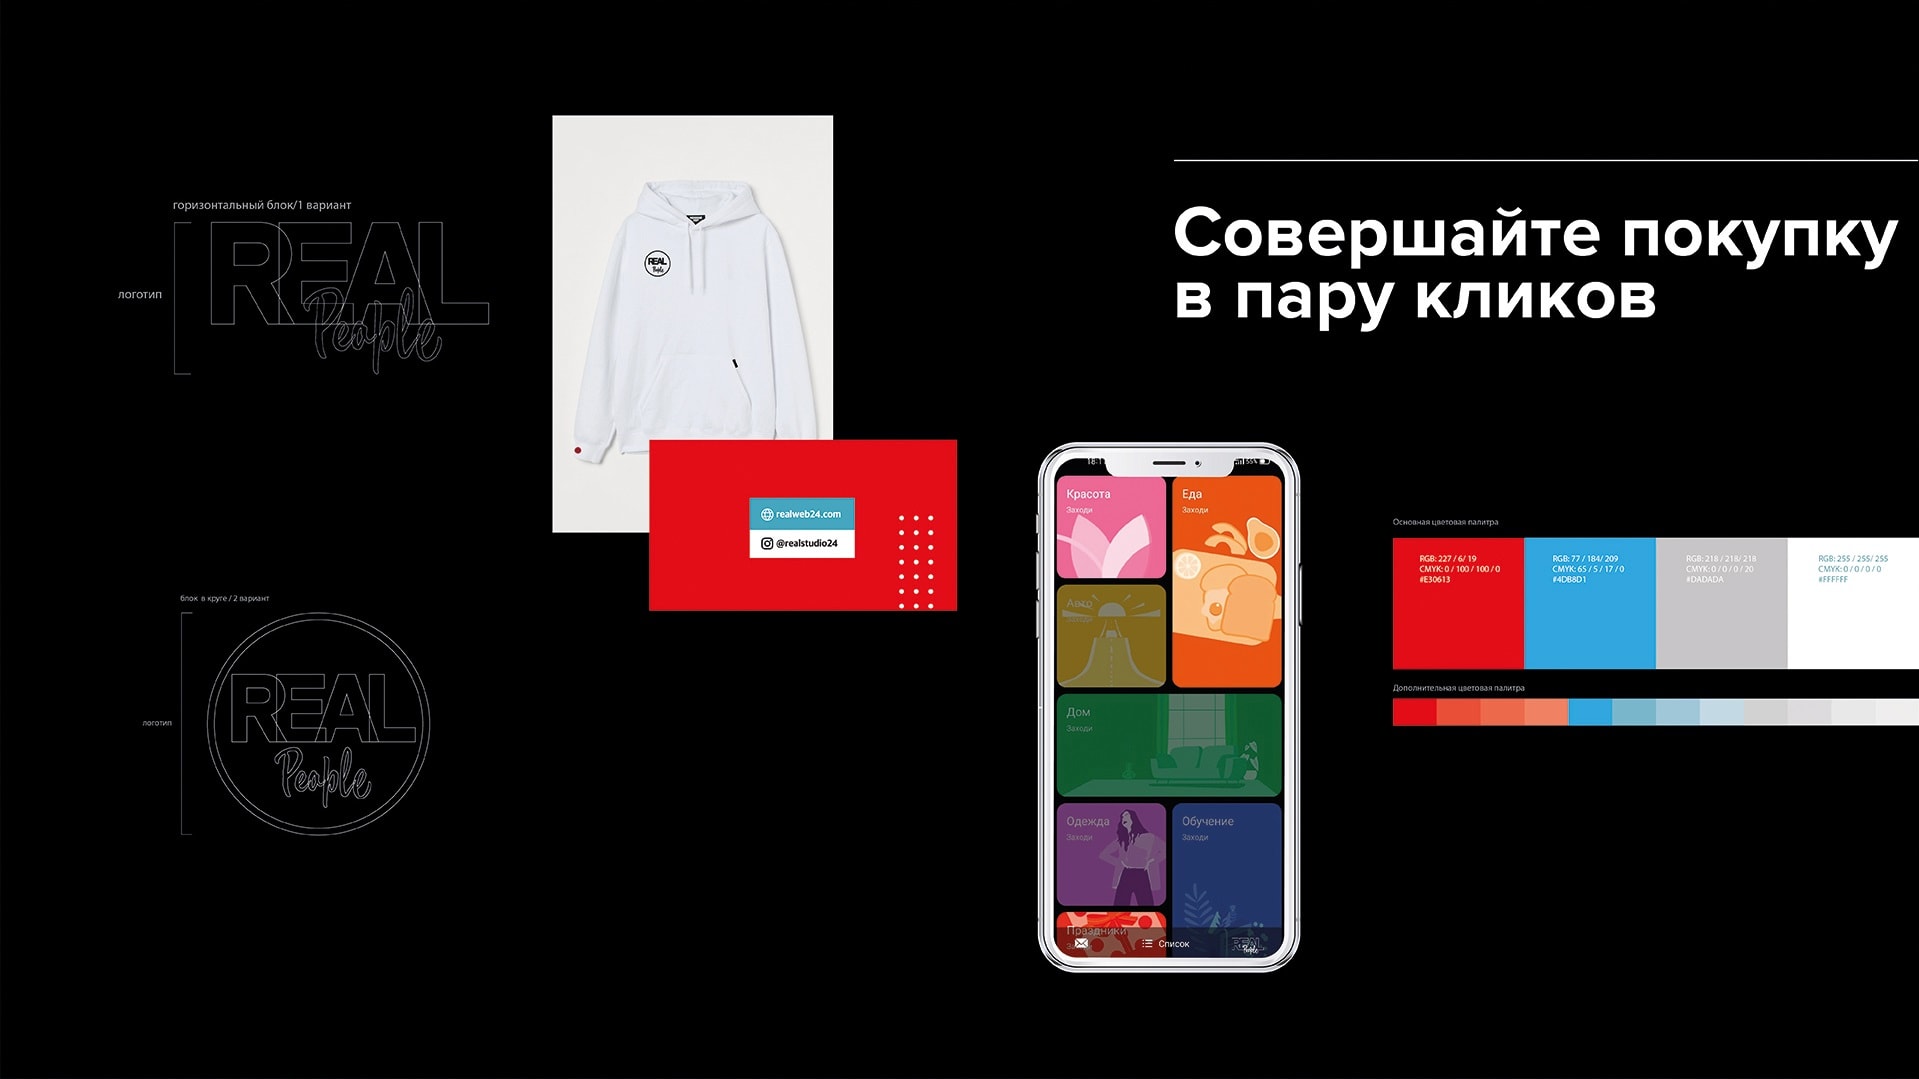 горизонтальный блок/1 вариант
логотип
REAL
People
блок в круге / 2 вариант
логотип
REAL
People
REAL
People
realweb24.com
@realstudio24
Совершайте покупку
в пару кликов
Красота
Заходи
Еда
Заходи
Авто
Заходи
Дом
Заходи
Одежда
Заходи
Обучение
Заходи
Праздники
Список
REAL
People
Основная цветовая палитра
RGB: 227 / 6/ 19
CMYK: 0 / 100 / 100 / 0
#E30613
RGB: 77 / 184/ 209
CMYK: 65 / 5 / 17 / 0
#4DB8D1
RGB: 218 / 218/ 218
CMYK: 0 / 0 / 0 / 20
#DADADA
RGB: 255 / 255/ 255
CMYK: 0 / 0 / 0 / 0
#FFFFFF
Дополнительная цветовая палитра